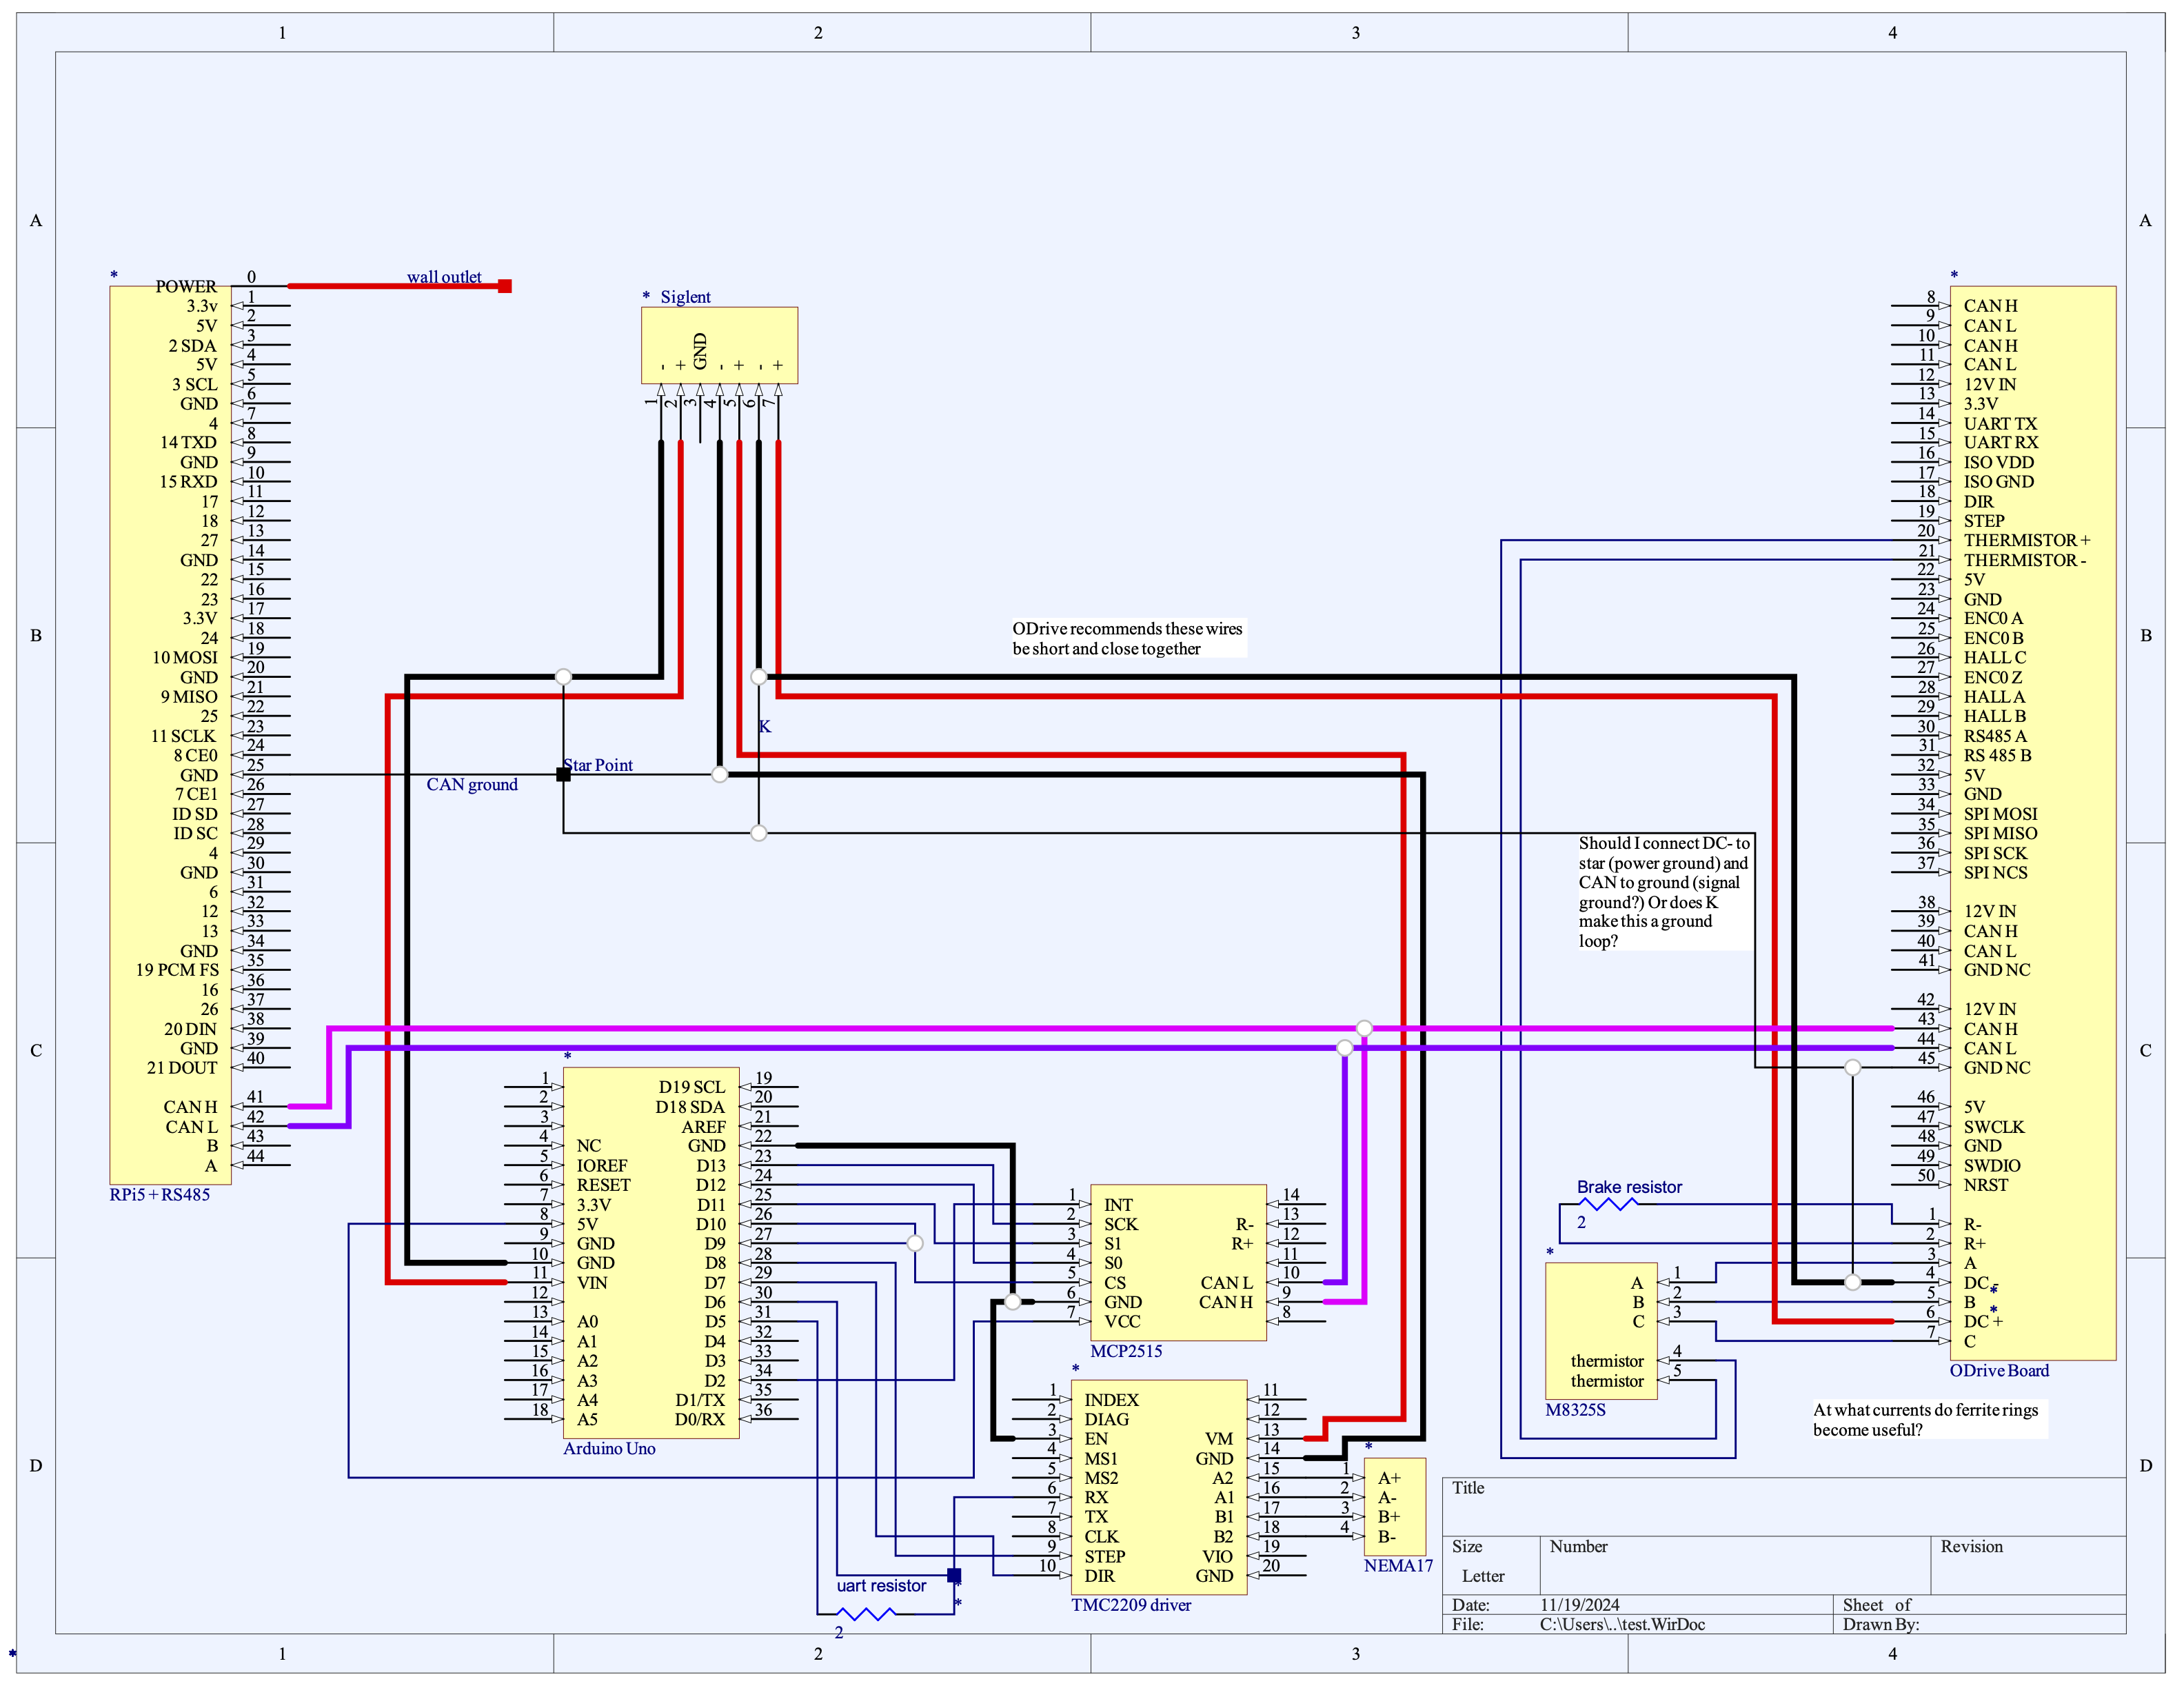 1 2 3 4
A A
B B
C C
D D
* 
POWER 0
3.3v 1
5V 2
2 SDA 3
5V 4
3 SCL 5
GND 6
4 7
14 TXD 8
GND 9
15 RXD 10
17 11
18 12
27 13
GND 14
22 15
23 16
3.3V 17
24 18
10 MOSI 19
GND 20
9 MISO 21
25 22
11 SCLK 23
8 CE0 24
GND 25
7 CE1 26
ID SD 27
ID SC 28
4 29
GND 30
6 31
12 32
13 33
GND 34
19 PCM FS 35
16 36
26 37
20 DIN 38
GND 39
21 DOUT 40
CAN H 41
CAN L 42
B 43
A 44
RPi5 + RS485
wall outlet
* Siglent
- + GND - + - +
1 2 3 4 5 6 7
ODrive recommends these wires
be short and close together
K
Star Point
CAN ground
Should I connect DC- to
star (power ground) and
CAN to ground (signal
ground?) Or does K
make this a ground
loop?
*
8 CAN H
9 CAN L
10 CAN H
11 CAN L
12 12V IN
13 3.3V
14 UART TX
15 UART RX
16 ISO VDD
17 ISO GND
18 DIR
19 STEP
20 THERMISTOR +
21 THERMISTOR -
22 5V
23 GND
24 ENC0 A
25 ENC0 B
26 HALL C
27 ENC0 Z
28 HALL A
29 HALL B
30 RS485 A
31 RS 485 B
32 5V
33 GND
34 SPI MOSI
35 SPI MISO
36 SPI SCK
37 SPI NCS
38 12V IN
39 CAN H
40 CAN L
41 GND NC
42 12V IN
43 CAN H
44 CAN L
45 GND NC
46 5V
47 SWCLK
48 GND
49 SWDIO
50 NRST
1 R-
2 R+
3 A
4 DC -
5 B *
6 DC + *
7 C
ODrive Board
*
1 D19 SCL 19
2 D18 SDA 20
3 AREF 21
4 NC GND 22
5 IOREF D13 23
6 RESET D12 24
7 3.3V D11 25
8 5V D10 26
9 GND D9 27
10 GND D8 28
11 VIN D7 29
12 D6 30
13 A0 D5 31
14 A1 D4 32
15 A2 D3 33
16 A3 D2 34
17 A4 D1/TX 35
18 A5 D0/RX 36
Arduino Uno
1 INT 14
2 SCK R- 13
3 S1 R+ 12
4 S0 11
5 CS CAN L 10
6 GND CAN H 9
7 VCC 8
MCP2515
*
1 INDEX 11
2 DIAG 12
3 EN VM 13
4 MS1 GND 14
5 MS2 A2 15
6 RX A1 16
7 TX B1 17
8 CLK B2 18
9 STEP VIO 19
10 DIR GND 20
TMC2209 driver
uart resistor
2
*
*
*
1 A+
2 A-
3 B+
4 B-
NEMA17
Brake resistor
2
*
A 1
B 2
C 3
thermistor 4
thermistor 5
M8325S
At what currents do ferrite rings
become useful?
Title
Size Number Revision
Letter
Date: 11/19/2024 Sheet of
File: C:\Users\..\test.WirDoc Drawn By:
*
1 2 3 4